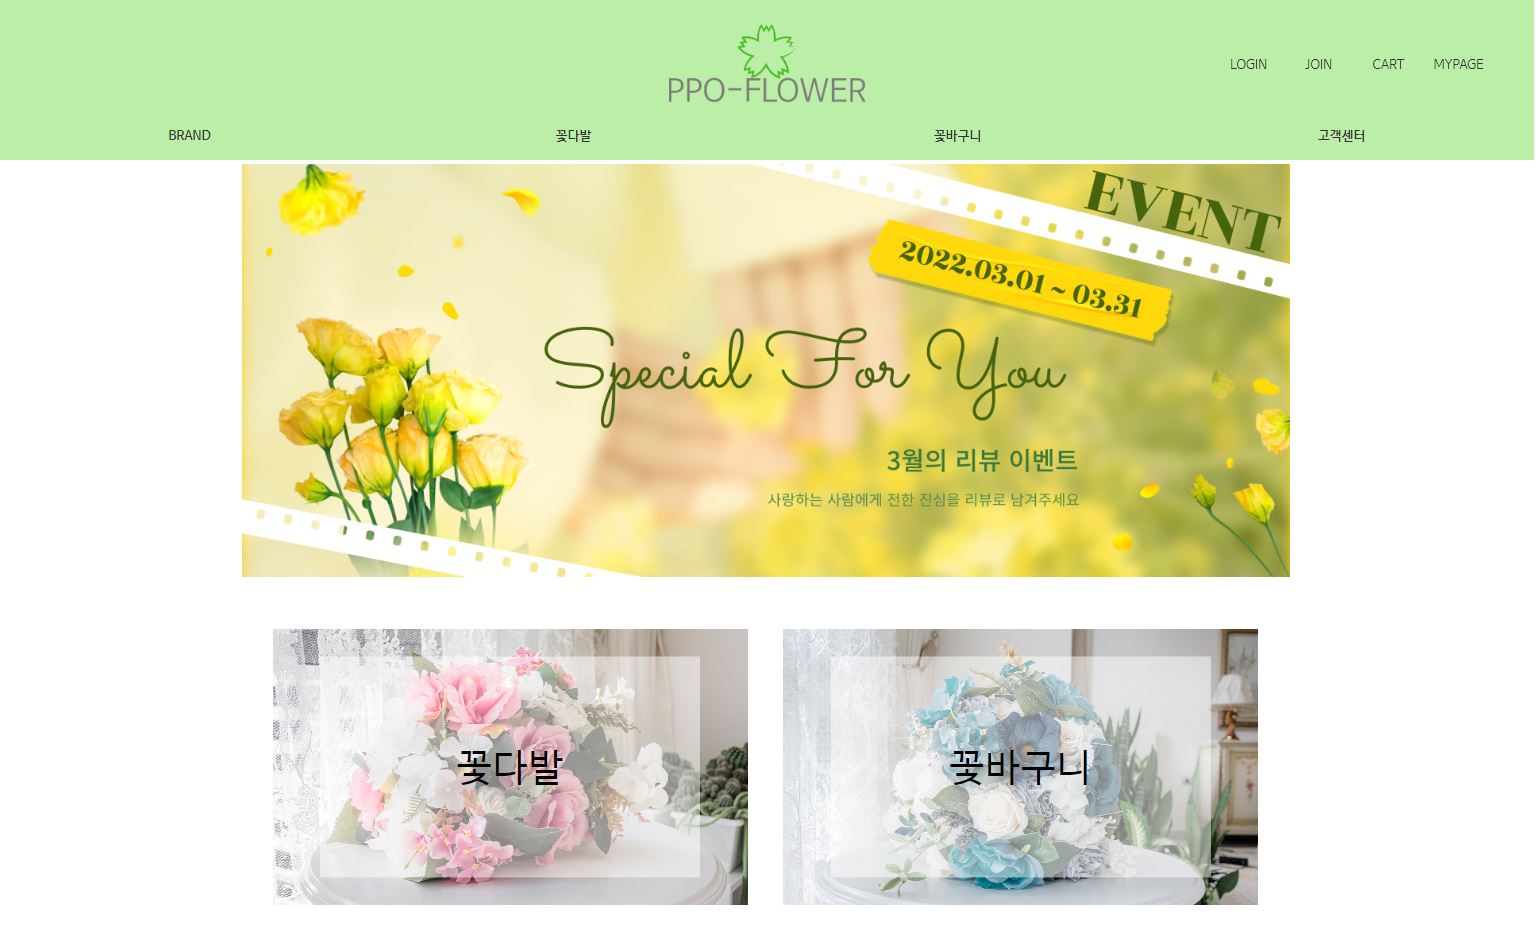 PPO-FLOWER
LOGIN JOIN CART MYPAGE
BRAND 꽃다발 꽃바구니 고객센터
EVENT
2022.03.01 ~ 03.31
Special For You
3월의 리뷰 이벤트
사랑하는 사람에게 전한 진심을 리뷰로 남겨주세요
꽃다발 꽃바구니